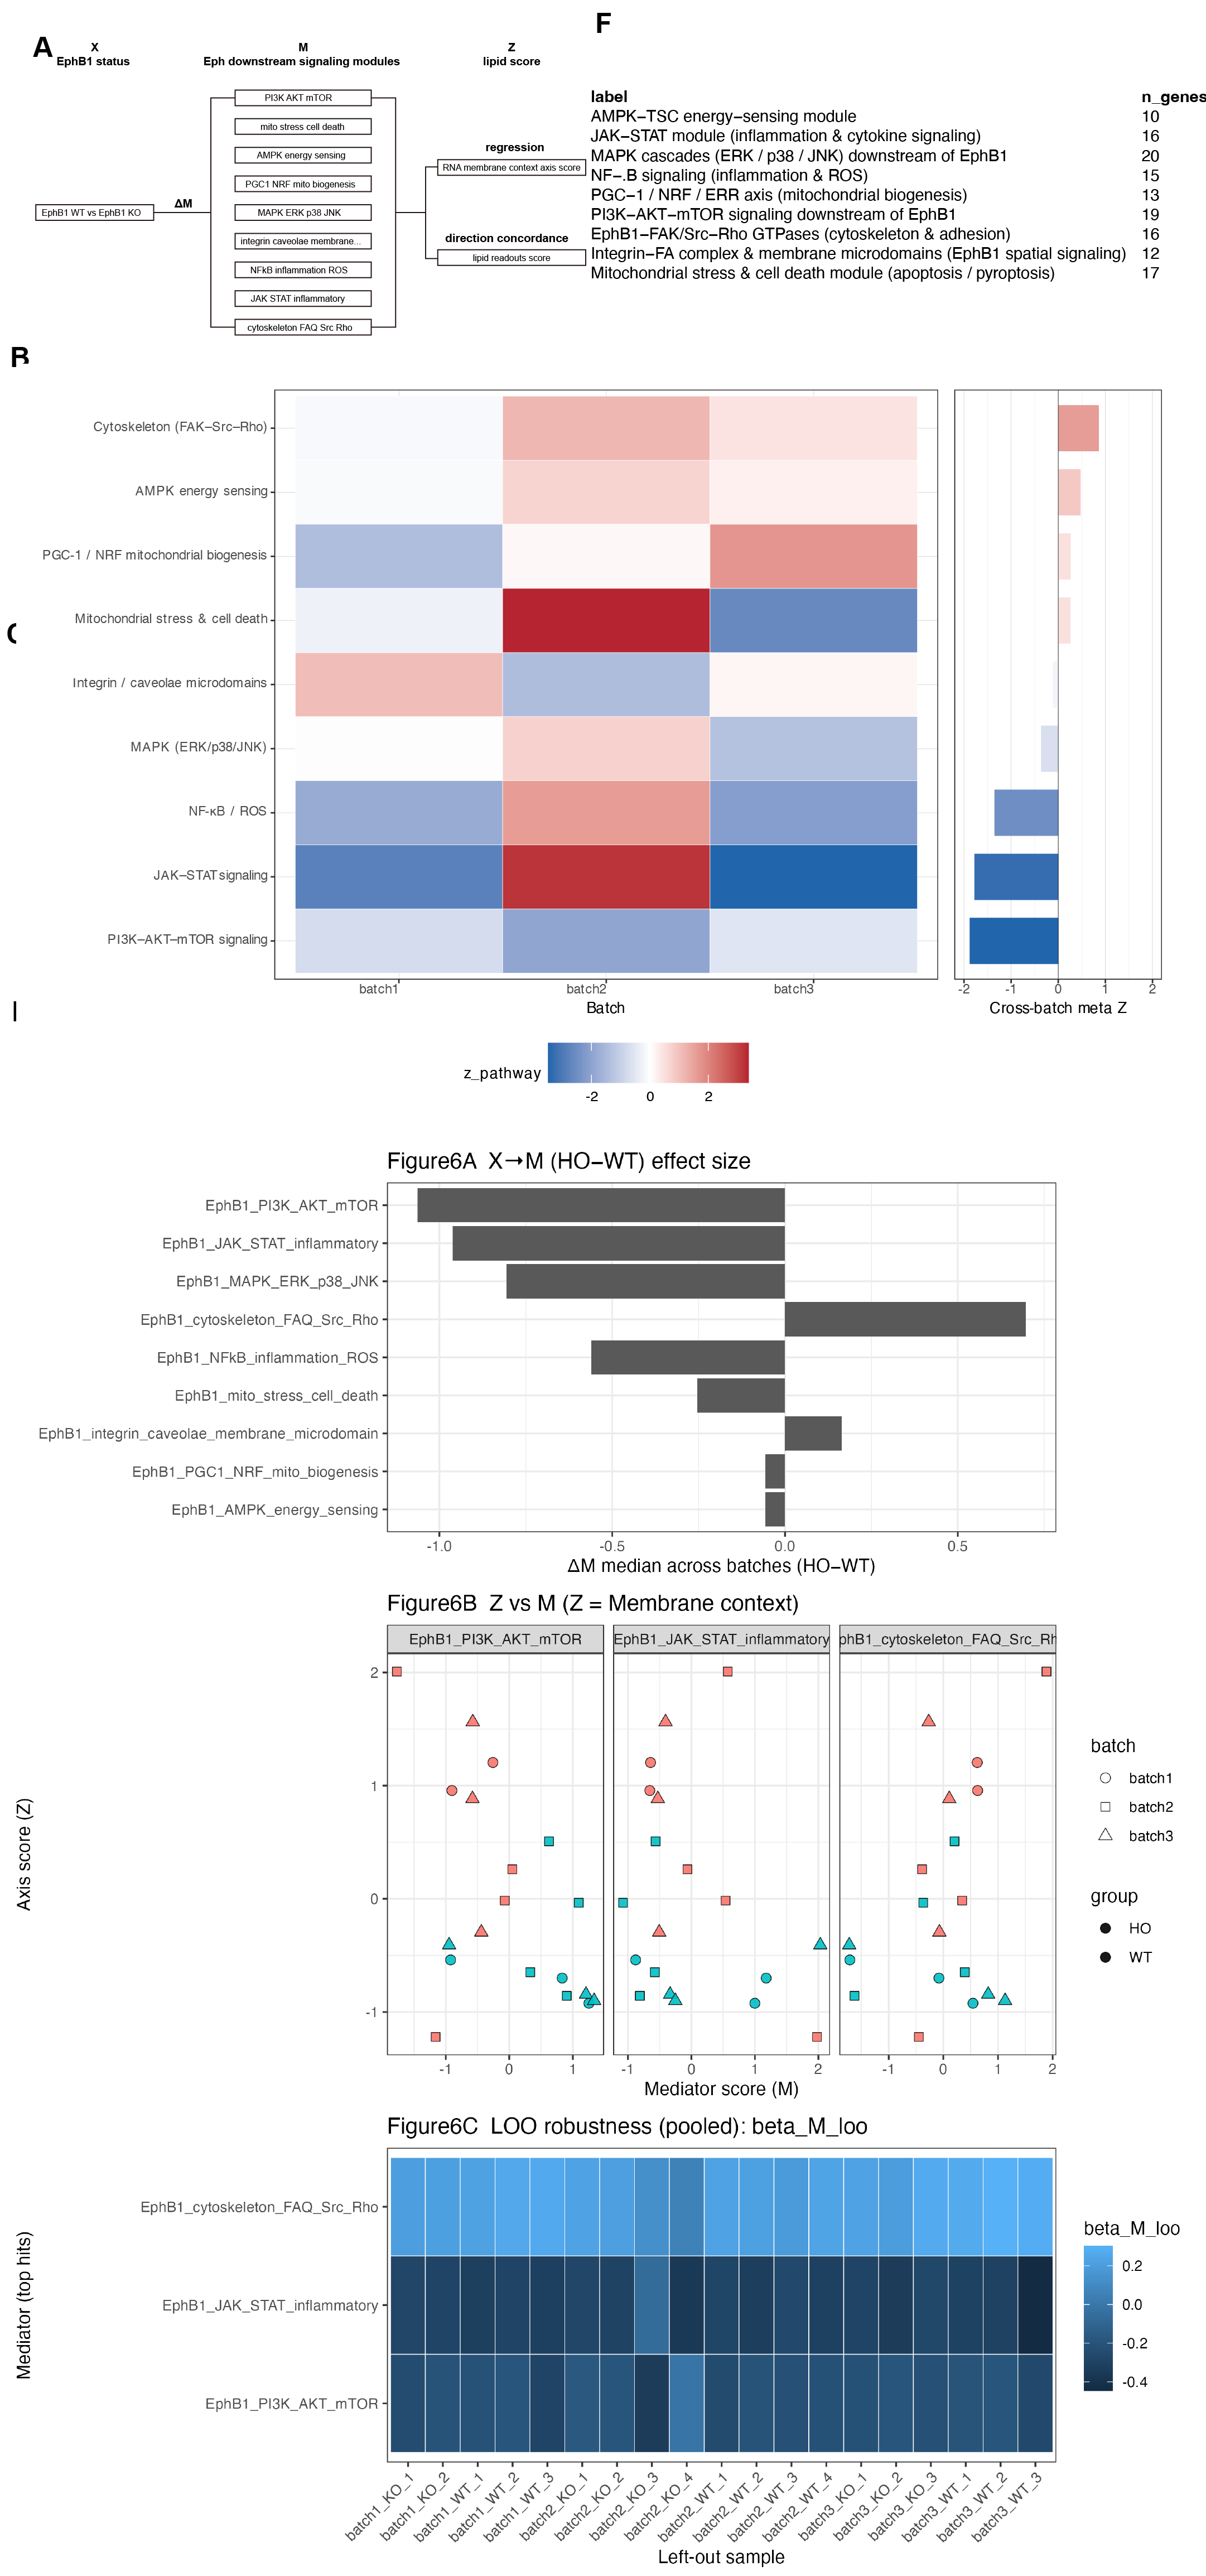 A
X
EphB1 status
M
Eph downstream signaling modules
Z
lipid score
PI3K AKT mTOR
mito stress cell death
AMPK energy sensing
PGC1 NRF mito biogenesis
EphB1 WT vs EphB1 KO
ΔM
MAPK ERK p38 JNK
integrin caveolae membrane...
NFkB inflammation ROS
JAK STAT inflammatory
cytoskeleton FAQ Src Rho
regression
RNA membrane context axis score
direction concordance
lipid readouts score
F
label n_genes
AMPK–TSC energy–sensing module 10
JAK–STAT module (inflammation & cytokine signaling) 16
MAPK cascades (ERK / p38 / JNK) downstream of EphB1 20
NF–.B signaling (inflammation & ROS) 15
PGC–1 / NRF / ERR axis (mitochondrial biogenesis) 13
PI3K–AKT–mTOR signaling downstream of EphB1 19
EphB1–FAK/Src–Rho GTPases (cytoskeleton & adhesion) 16
Integrin–FA complex & membrane microdomains (EphB1 spatial signaling) 12
Mitochondrial stress & cell death module (apoptosis / pyroptosis) 17
B
Cytoskeleton (FAK–Src–Rho)
AMPK energy sensing
PGC-1 / NRF mitochondrial biogenesis
Mitochondrial stress & cell death
Integrin / caveolae microdomains
MAPK (ERK/p38/JNK)
NF-κB / ROS
JAK–STAT signaling
PI3K–AKT–mTOR signaling
batch1 batch2 batch3
Batch
-2 -1 0 1 2
Cross-batch meta Z
z_pathway
-2 0 2
Figure6A X→M (HO–WT) effect size
EphB1_PI3K_AKT_mTOR
EphB1_JAK_STAT_inflammatory
EphB1_MAPK_ERK_p38_JNK
EphB1_cytoskeleton_FAQ_Src_Rho
EphB1_NFkB_inflammation_ROS
EphB1_mito_stress_cell_death
EphB1_integrin_caveolae_membrane_microdomain
EphB1_PGC1_NRF_mito_biogenesis
EphB1_AMPK_energy_sensing
-1.0 -0.5 0.0 0.5
ΔM median across batches (HO–WT)
Figure6B Z vs M (Z = Membrane context)
EphB1_PI3K_AKT_mTOR EphB1_JAK_STAT_inflammatory phB1_cytoskeleton_FAQ_Src_Rh
Axis score (Z)
2
1
0
-1
-1 0 1 -1 0 1 2 -1 0 1 2
Mediator score (M)
batch
batch1
batch2
batch3
group
HO
WT
Figure6C LOO robustness (pooled): beta_M_loo
Mediator (top hits)
EphB1_cytoskeleton_FAQ_Src_Rho
EphB1_JAK_STAT_inflammatory
EphB1_PI3K_AKT_mTOR
beta_M_loo
0.2
0.0
-0.2
-0.4
batch1_KO_1
batch1_KO_2
batch1_WT_1
batch1_WT_2
batch1_WT_3
batch2_KO_1
batch2_KO_2
batch2_KO_3
batch2_KO_4
batch2_WT_1
batch2_WT_2
batch2_WT_3
batch2_WT_4
batch3_KO_1
batch3_KO_2
batch3_KO_3
batch3_WT_1
batch3_WT_2
batch3_WT_3
Left-out sample